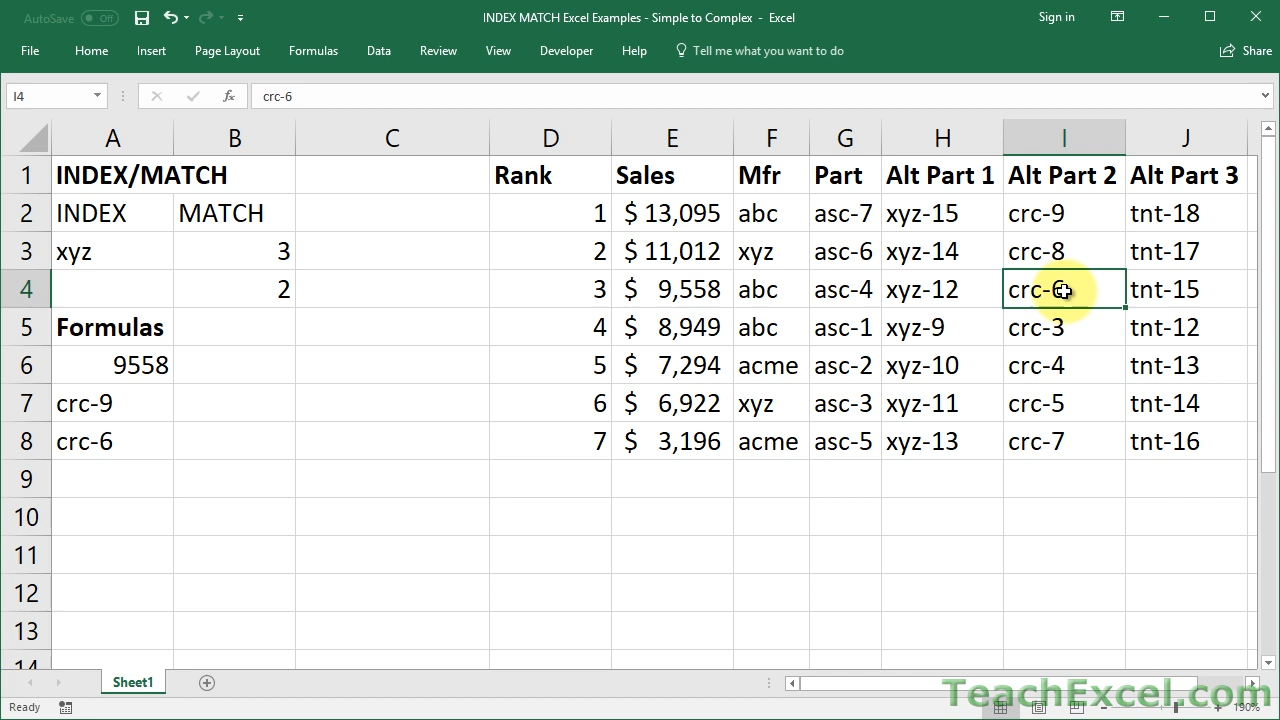 AutoSave Off INDEX MATCH Excel Examples - Simple to Complex - Excel Sign in
File Home Insert Page Layout Formulas Data Review View Developer Help Tell me what you want to do Share
I4 fx crc-6
A B C D E F G H I J
1 INDEX/MATCH Rank Sales Mfr Part Alt Part 1 Alt Part 2 Alt Part 3
2 INDEX MATCH 1 $ 13,095 abc asc-7 xyz-15 crc-9 tnt-18
3 xyz 3 2 $ 11,012 xyz asc-6 xyz-14 crc-8 tnt-17
4 2 3 $ 9,558 abc asc-4 xyz-12 crc-6 tnt-15
5 Formulas 4 $ 8,949 abc asc-1 xyz-9 crc-3 tnt-12
6 9558 5 $ 7,294 acme asc-2 xyz-10 crc-4 tnt-13
7 crc-9 6 $ 6,922 xyz asc-3 xyz-11 crc-5 tnt-14
8 crc-6 7 $ 3,196 acme asc-5 xyz-13 crc-7 tnt-16
9
10
11
12
13
14
Sheet1
TeachExcel.com
Ready 190%